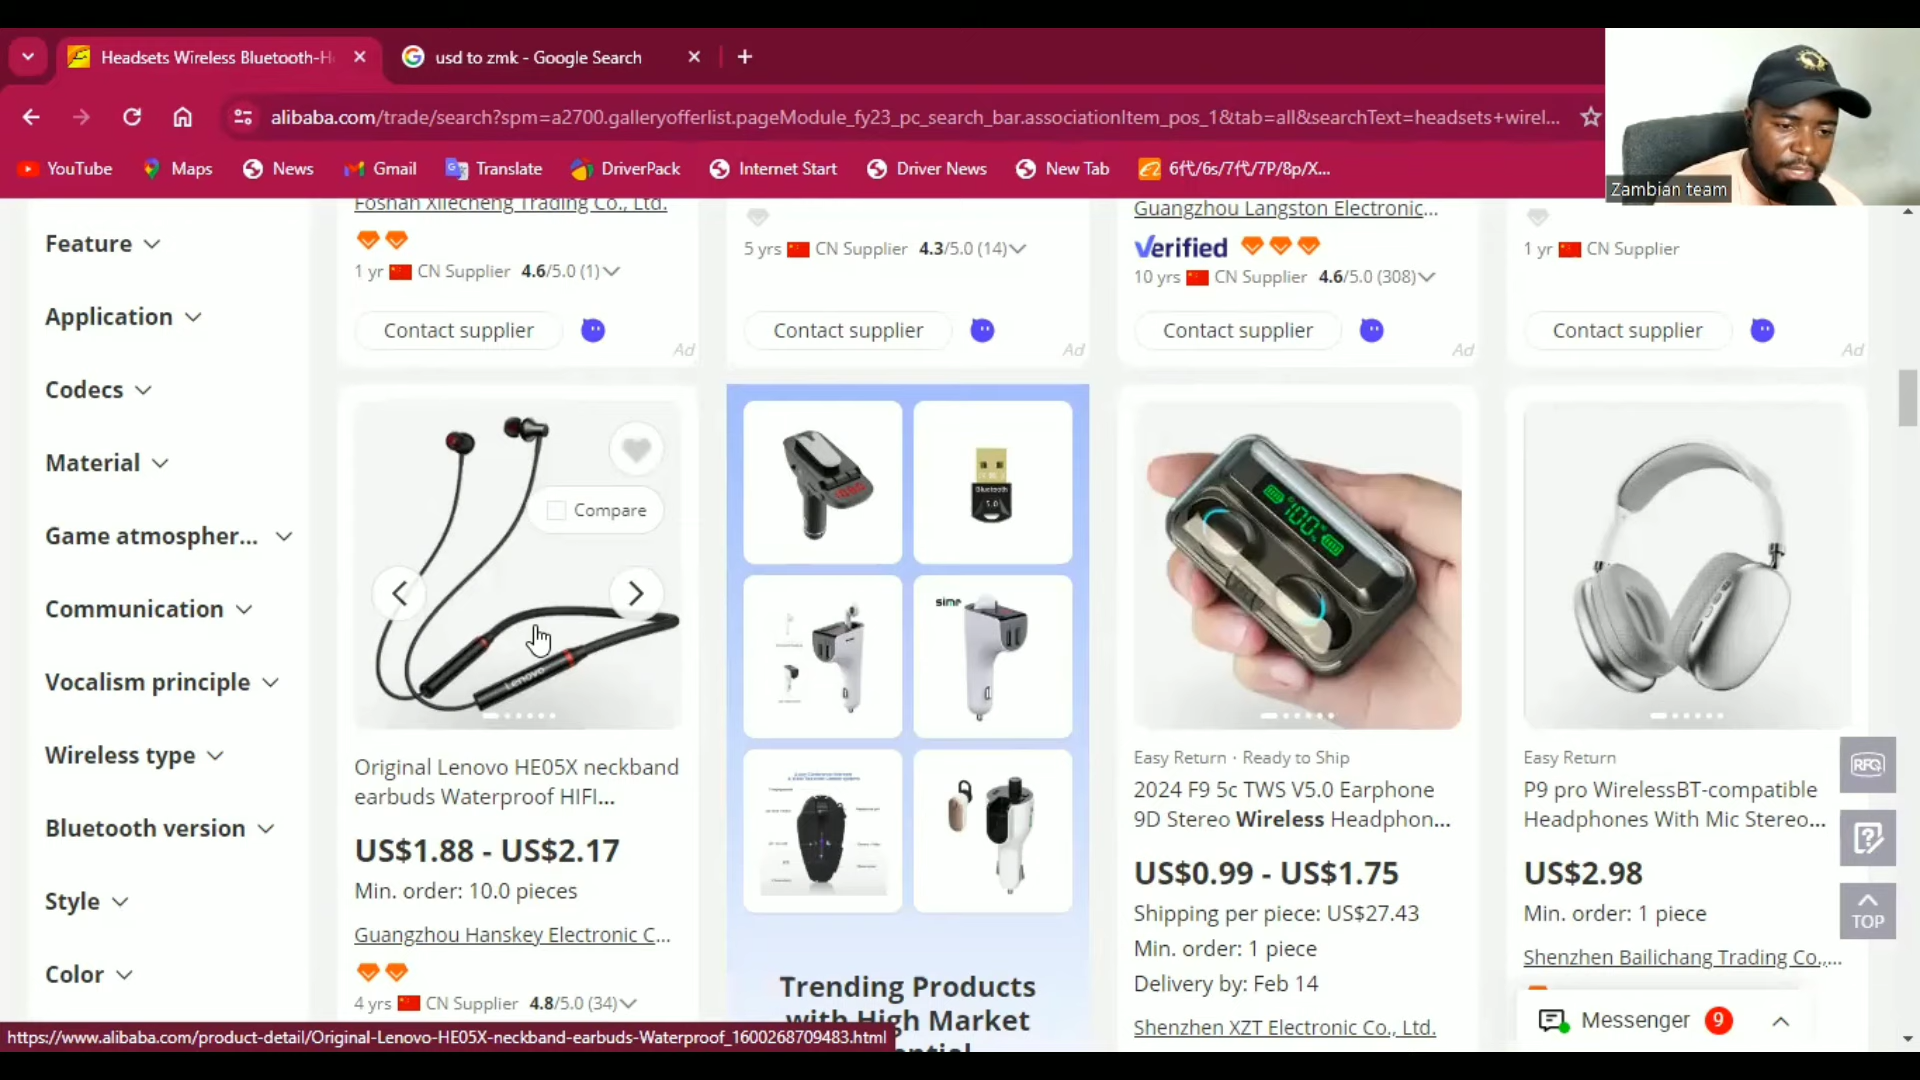 Headsets Wireless Bluetooth-H
usd to zmk - Google Search
alibaba.com/trade/search?spm=a2700.galleryofferlist.pageModule_fy23_pc_search_bar.associationItem_pos_1&tab=all&searchText=headsets+wirel...
YouTube
Maps
News
Gmail
Translate
DriverPack
Internet Start
Driver News
New Tab
6代/6s/7代/7P/8p/X...
Zambian team
Feature
Application
Codecs
Material
Game atmospher...
Communication
Vocalism principle
Wireless type
Bluetooth version
Style
Color
Foshan Xilecheng Trading Co., Ltd.
1 yr CN Supplier 4.6/5.0 (1)
Contact supplier
Ad
5 yrs CN Supplier 4.3/5.0 (14)
Contact supplier
Ad
Guangzhou Langston Electronic...
Verified
10 yrs CN Supplier 4.6/5.0 (308)
Contact supplier
Ad
1 yr CN Supplier
Contact supplier
Ad
Compare
Lenovo
Original Lenovo HE05X neckband
earbuds Waterproof HIFI...
US$1.88 - US$2.17
Min. order: 10.0 pieces
Guangzhou Hanskey Electronic C...
4 yrs CN Supplier 4.8/5.0 (34)
Bluetooth
5.0
Trending Products
with High Market
100%
Easy Return · Ready to Ship
2024 F9 5c TWS V5.0 Earphone
9D Stereo Wireless Headphon...
US$0.99 - US$1.75
Shipping per piece: US$27.43
Min. order: 1 piece
Delivery by: Feb 14
Shenzhen XZT Electronic Co., Ltd.
Easy Return
P9 pro WirelessBT-compatible
Headphones With Mic Stereo...
US$2.98
Min. order: 1 piece
Shenzhen Bailichang Trading Co.,...
RFQ
TOP
Messenger 9
https://www.alibaba.com/product-detail/Original-Lenovo-HE05X-neckband-earbuds-Waterproof_1600268709483.html